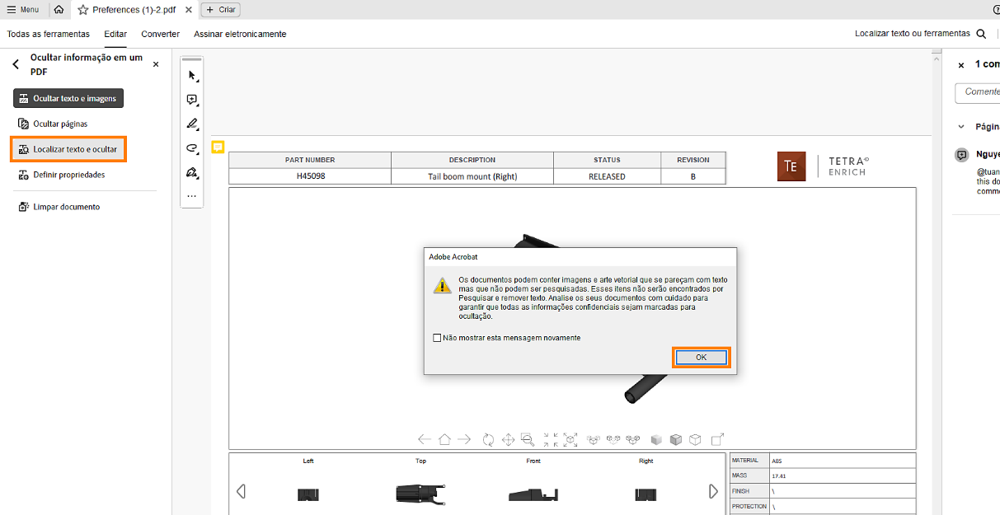 Menu
Preferences (1)-2.pdf
Criar
Todas as ferramentas
Editar
Converter
Assinar eletronicamente
Localizar texto ou ferramentas
Ocultar informação em um
PDF
Ocultar texto e imagens
Ocultar páginas
Localizar texto e ocultar
Definir propriedades
Limpar documento
PART NUMBER DESCRIPTION STATUS REVISION
H45098 Tail boom mount (Right) RELEASED B
TE
TETRA4D
ENRICH
Adobe Acrobat
Os documentos podem conter imagens e arte vetorial que se pareçam com texto
mas que não podem ser pesquisadas. Esses itens não serão encontrados por
Pesquisar e remover texto. Analise os seus documentos com cuidado para
garantir que todas as informações confidenciais sejam marcadas para
ocultação.
Não mostrar esta mensagem novamente
OK
Left Top Front Right
MATERIAL ABS
MASS 17.41
FINISH \
PROTECTION \
1 com
Comente
Págin
Nguye
@tuan
this do
comme